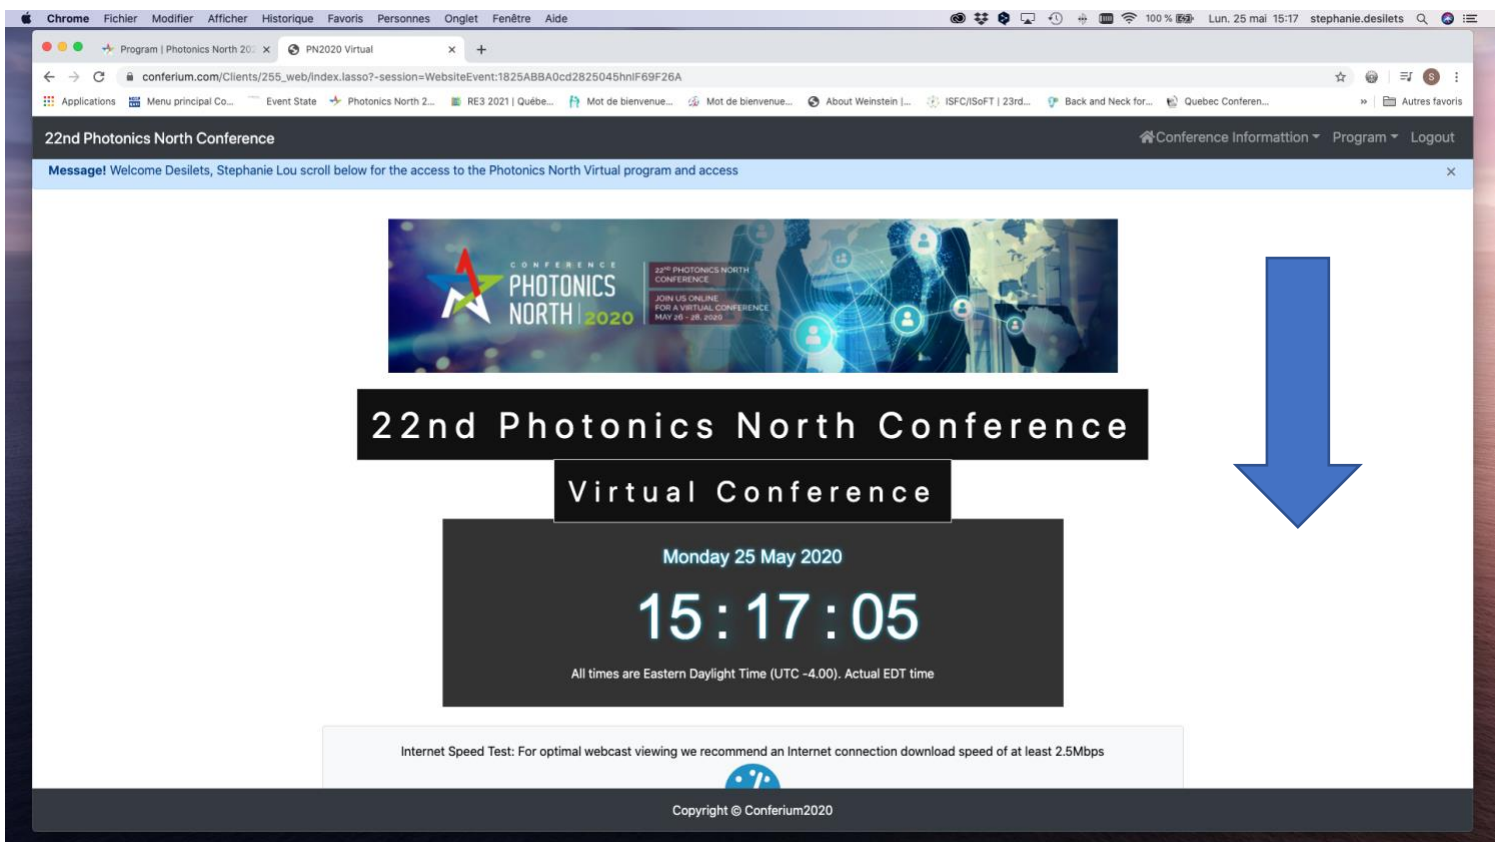 Chrome Fichier Modifier Afficher Historique Favoris Personnes Onglet Fenêtre Aide 100 % Lun. 25 mai 15:17 stephanie.desilets
Program | Photonics North 202 PN2020 Virtual
conferium.com/Clients/255_web/index.lasso?-session=WebsiteEvent:1825ABBA0cd2825045hnIF69F26A S
Applications Menu principal Co... Event State Photonics North 2... RE3 2021 | Québe... Mot de bienvenue... Mot de bienvenue... About Weinstein |... ISFC/ISoFT | 23rd... Back and Neck for... Quebec Conferen... » Autres favoris
22nd Photonics North Conference Conference Informattion Program Logout
Message! Welcome Desilets, Stephanie Lou scroll below for the access to the Photonics North Virtual program and access ×
CONFERENCE
PHOTONICS
NORTH 2020
22ND PHOTONICS NORTH
CONFERENCE
JOIN US ONLINE
FOR A VIRTUAL CONFERENCE
MAY 26 - 28, 2020
22nd Photonics North Conference
Virtual Conference
Monday 25 May 2020
15 : 17 : 05
All times are Eastern Daylight Time (UTC -4.00). Actual EDT time
Internet Speed Test: For optimal webcast viewing we recommend an Internet connection download speed of at least 2.5Mbps
Copyright © Conferium2020